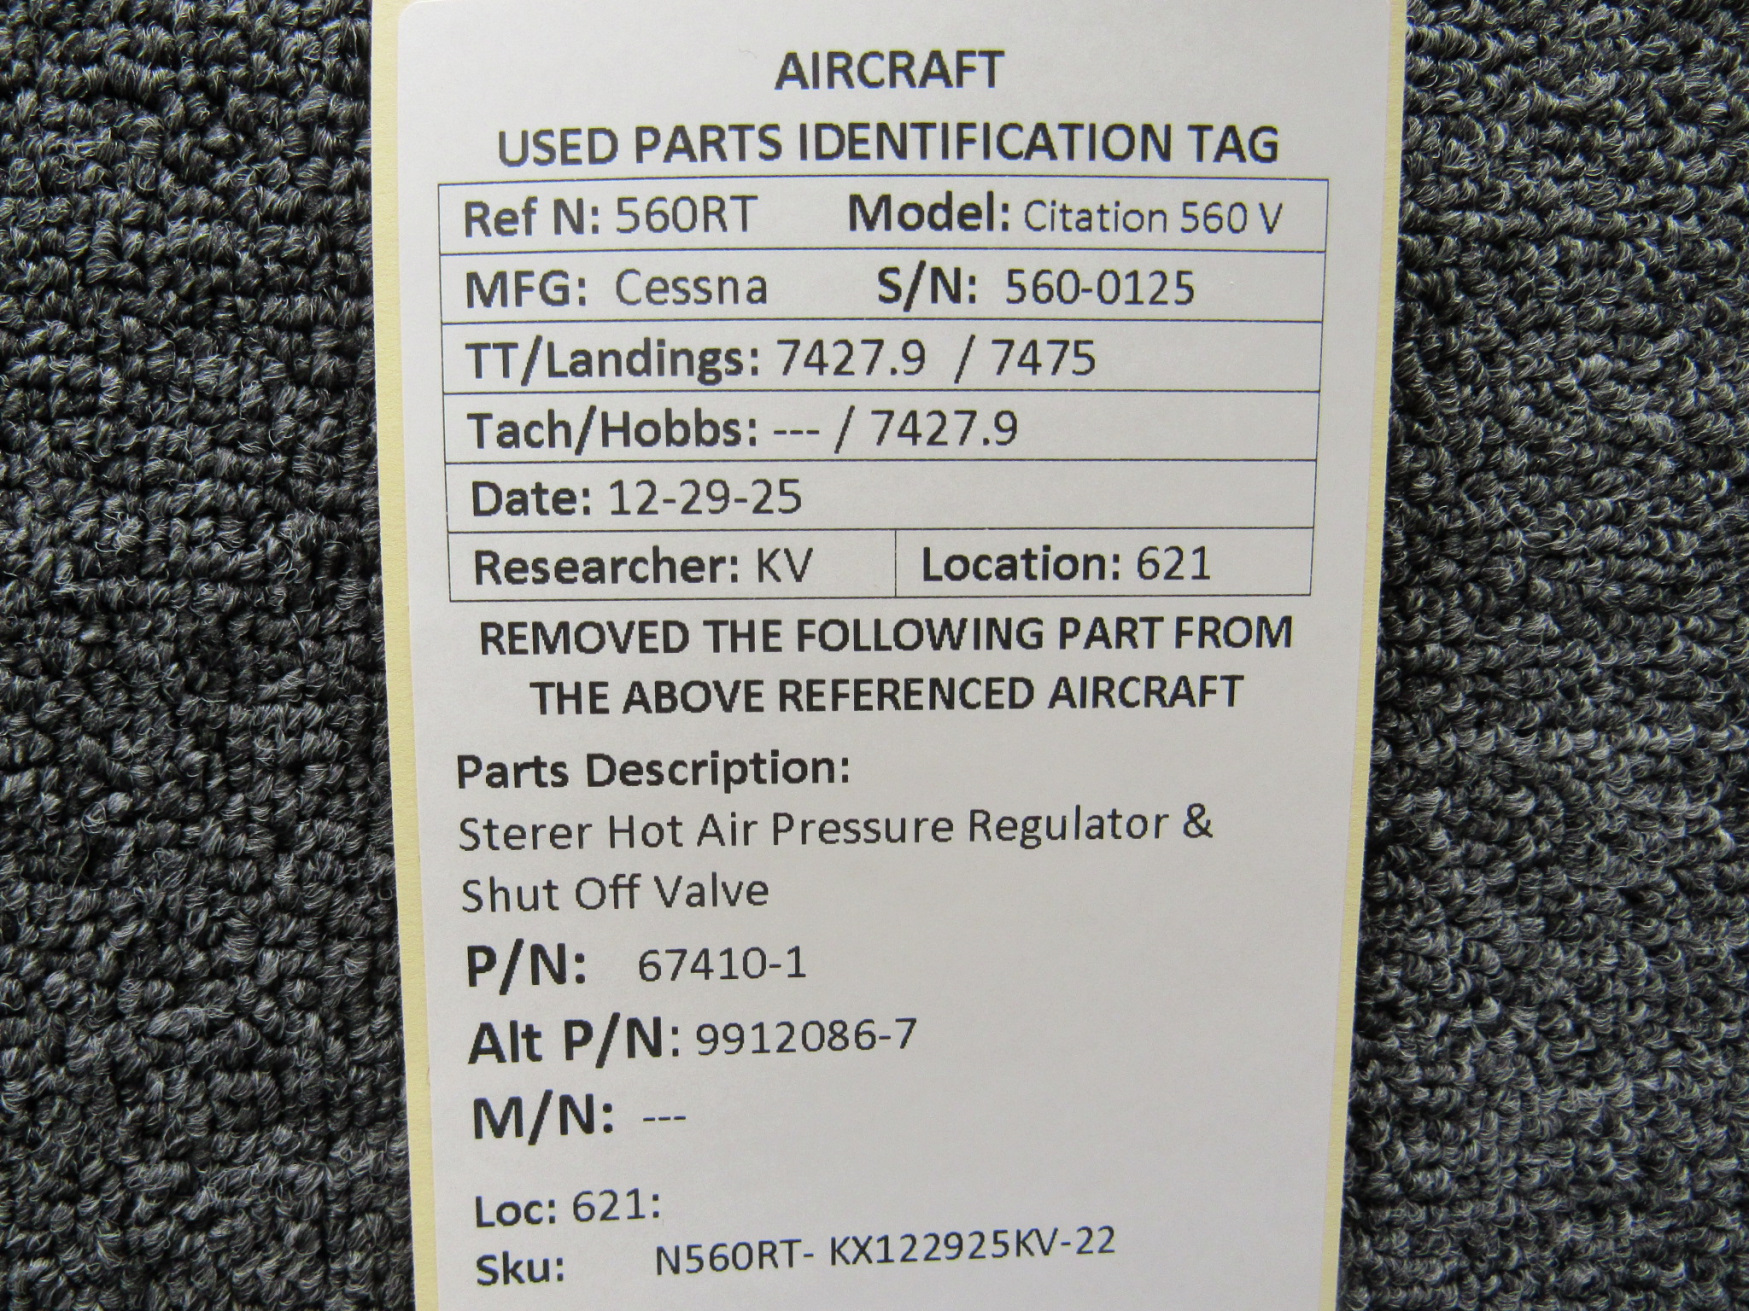 AIRCRAFT
USED PARTS IDENTIFICATION TAG
Ref N: 560RT Model: Citation 560 V
MFG: Cessna S/N: 560-0125
TT/Landings: 7427.9 / 7475
Tach/Hobbs: --- / 7427.9
Date: 12-29-25
Researcher: KV Location: 621
REMOVED THE FOLLOWING PART FROM
THE ABOVE REFERENCED AIRCRAFT
Parts Description:
Sterer Hot Air Pressure Regulator &
Shut Off Valve
P/N: 67410-1
Alt P/N: 9912086-7
M/N: ---
Loc: 621:
Sku: N560RT- KX122925KV-22